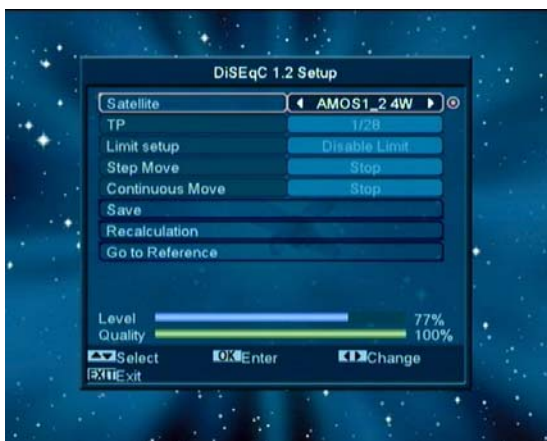 DiSEqC 1.2 Setup
Satellite AMOS1_2 4W
TP 1/28
Limit setup Disable Limit
Step Move Stop
Continuous Move Stop
Save
Recalculation
Go to Reference
Level 77%
Quality 100%
Select OK Enter Change
EXIT Exit